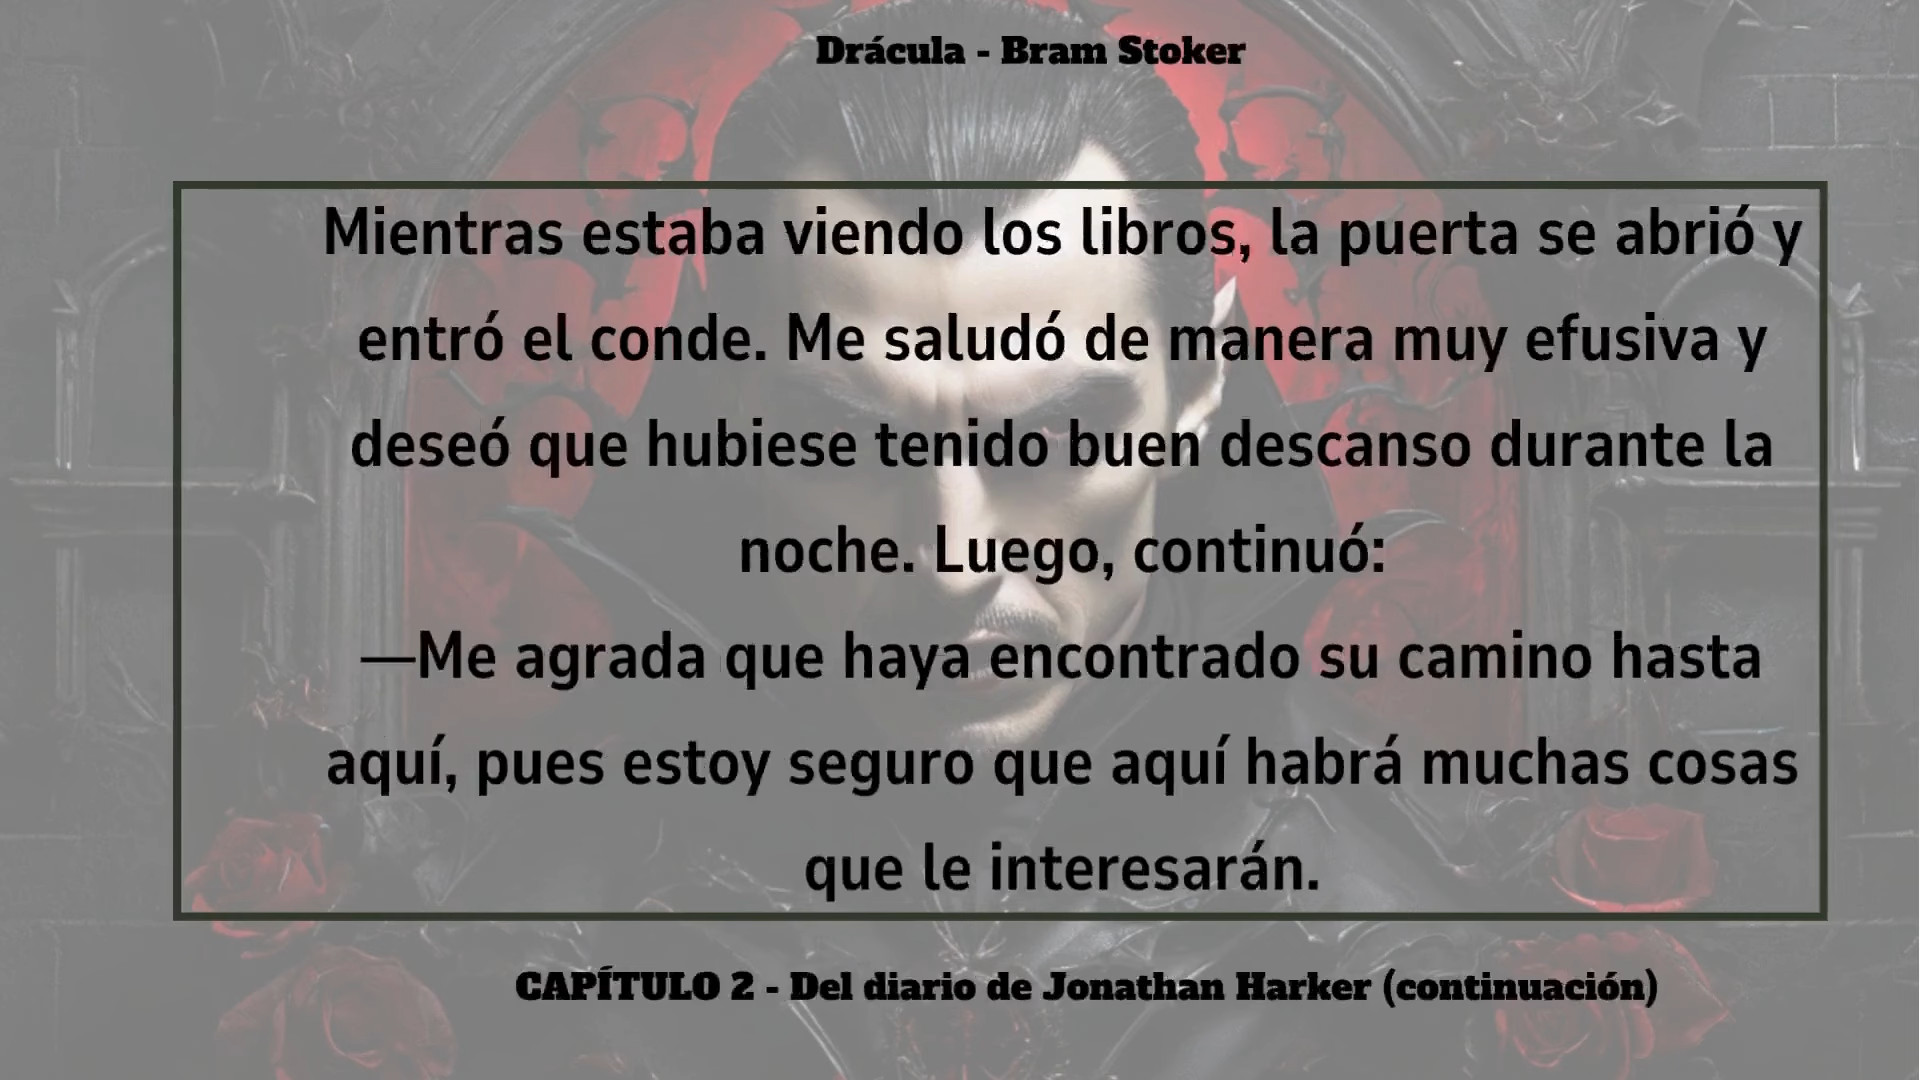 Drácula - Bram Stoker
Mientras estaba viendo los libros, la puerta se abrió y
entró el conde. Me saludó de manera muy efusiva y
deseó que hubiese tenido buen descanso durante la
noche. Luego, continuó:
—Me agrada que haya encontrado su camino hasta
aquí, pues estoy seguro que aquí habrá muchas cosas
que le interesarán.
CAPÍTULO 2 - Del diario de Jonathan Harker (continuación)